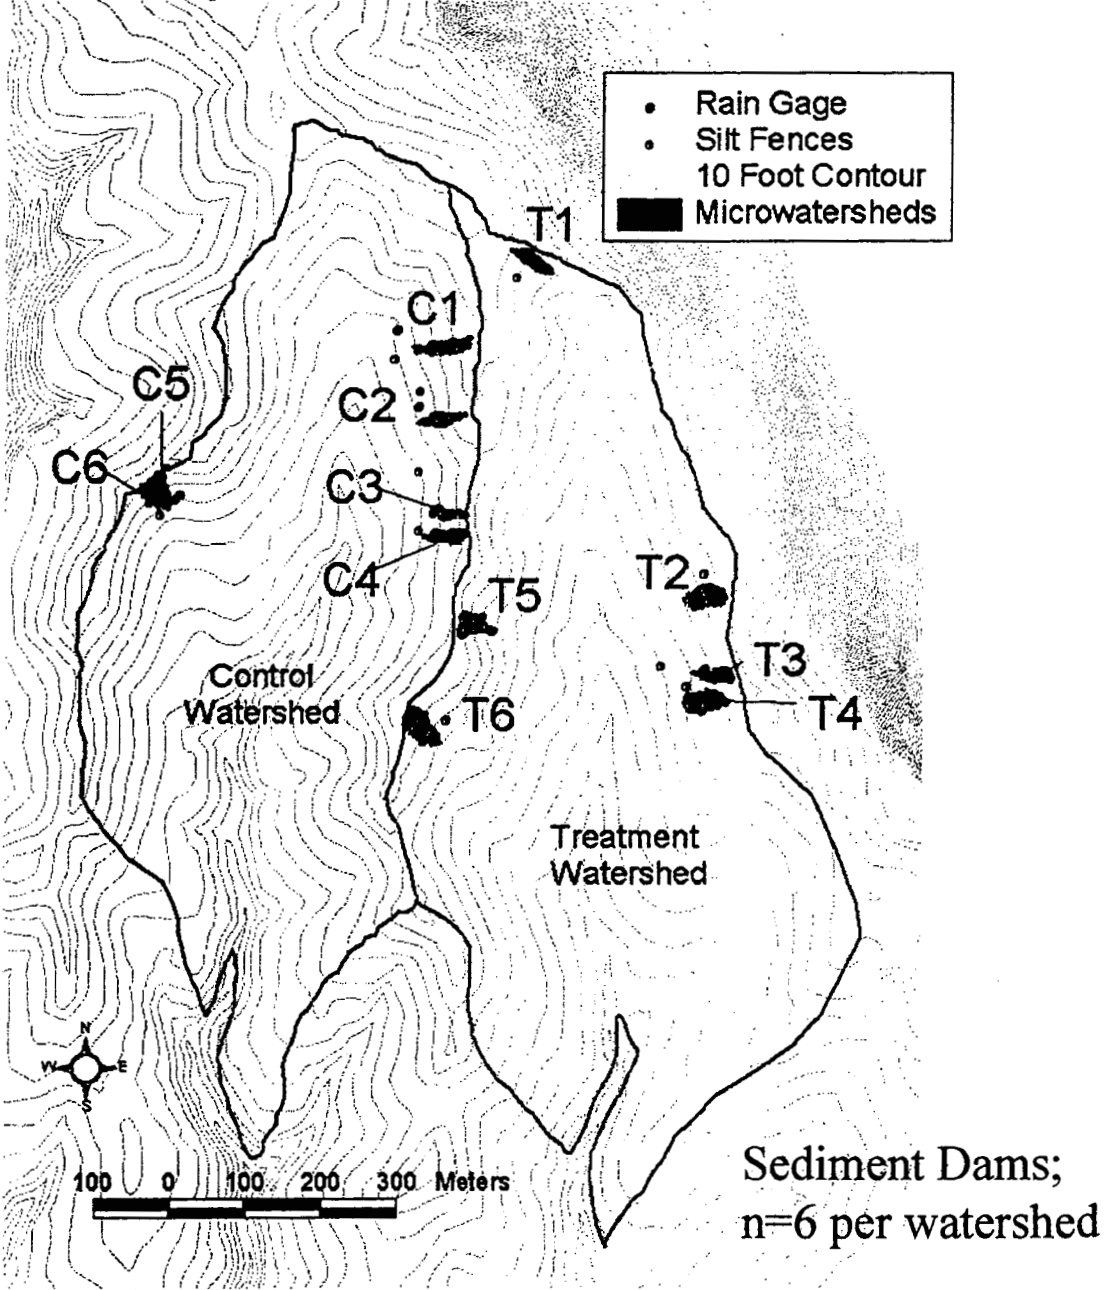 Rain Gage
Silt Fences
10 Foot Contour
Microwatersheds
T1
C1
C5
C2
C6
C3
C4
T5
T2
T3
T6
T4
Control
Watershed
Treatment
Watershed
N
W E
S
100 0 100 200 300 Meters
Sediment Dams;
n=6 per watershed